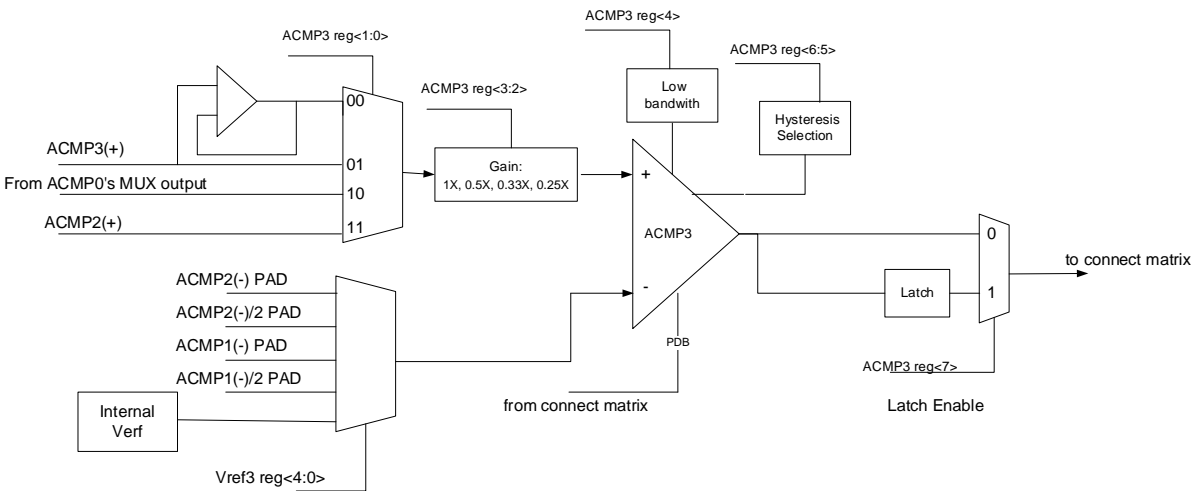 ACMP3 reg<1:0>
ACMP3 reg<4>
ACMP3 reg<6:5>
ACMP3 reg<3:2>
Low
bandwith
Hysteresis
Selection
00
01
10
11
ACMP3(+)
From ACMP0's MUX output
ACMP2(+)
Gain:
1X, 0.5X, 0.33X, 0.25X
+
ACMP3
-
PDB
from connect matrix
ACMP2(-) PAD
ACMP2(-)/2 PAD
ACMP1(-) PAD
ACMP1(-)/2 PAD
Internal
Verf
Vref3 reg<4:0>
0
1
Latch
to connect matrix
ACMP3 reg<7>
Latch Enable